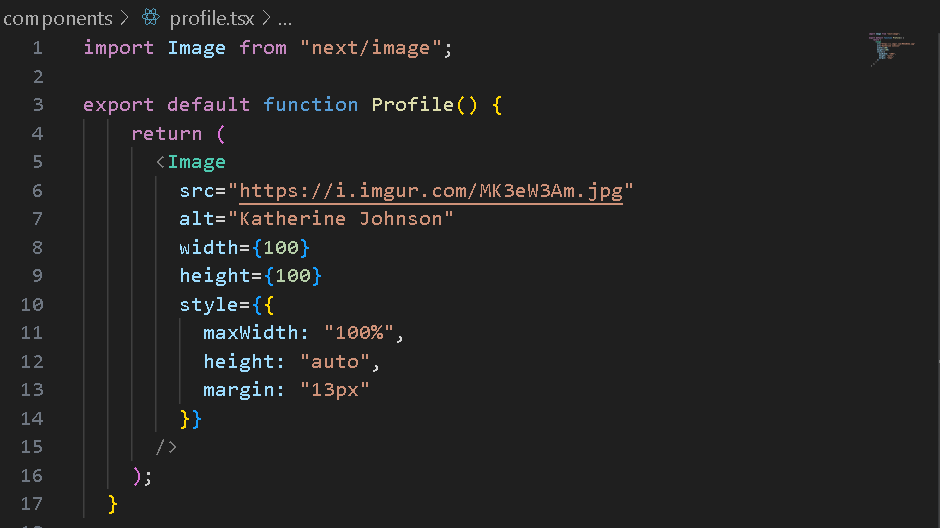 components > profile.tsx > ...
1 import Image from "next/image";
2
3 export default function Profile() {
4 return (
5 <Image
6 src="https://i.imgur.com/MK3eW3Am.jpg"
7 alt="Katherine Johnson"
8 width={100}
9 height={100}
10 style={{
11 maxWidth: "100%",
12 height: "auto",
13 margin: "13px"
14 }}
15 />
16 );
17 }